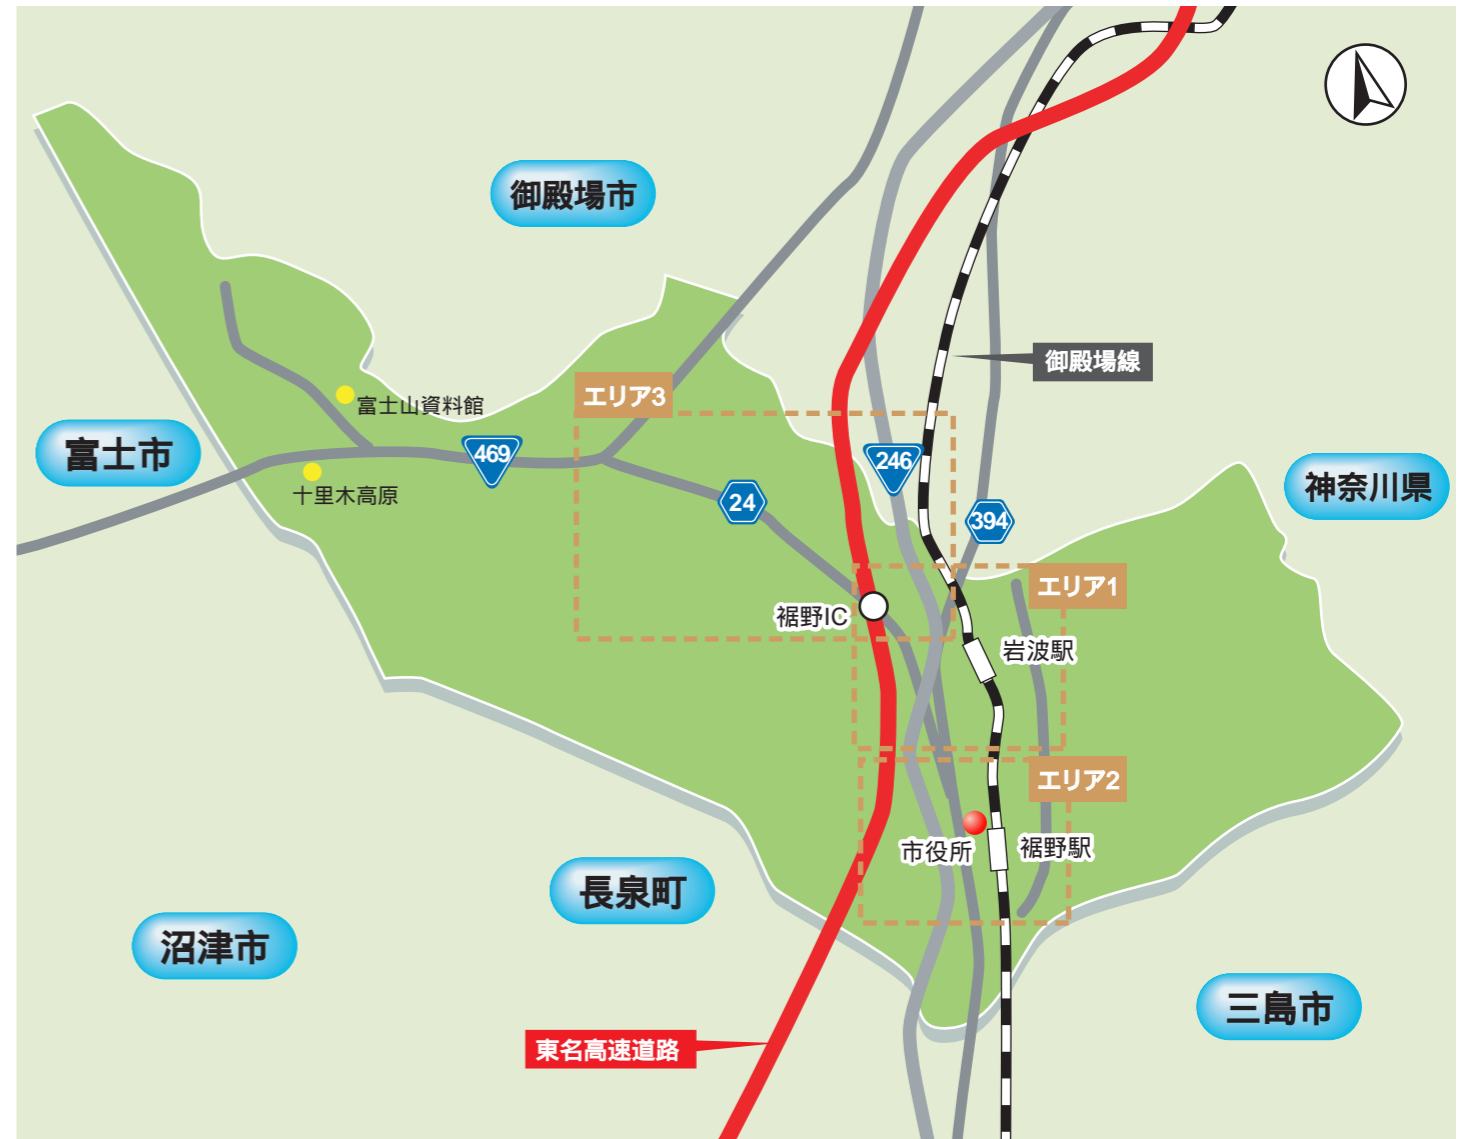 御殿場市
御殿場線
エリア3
富士山資料館
富士市
469
246
神奈川県
十里木高原
24
394
エリア1
裾野IC
岩波駅
エリア2
市役所
裾野駅
長泉町
沼津市
三島市
東名高速道路